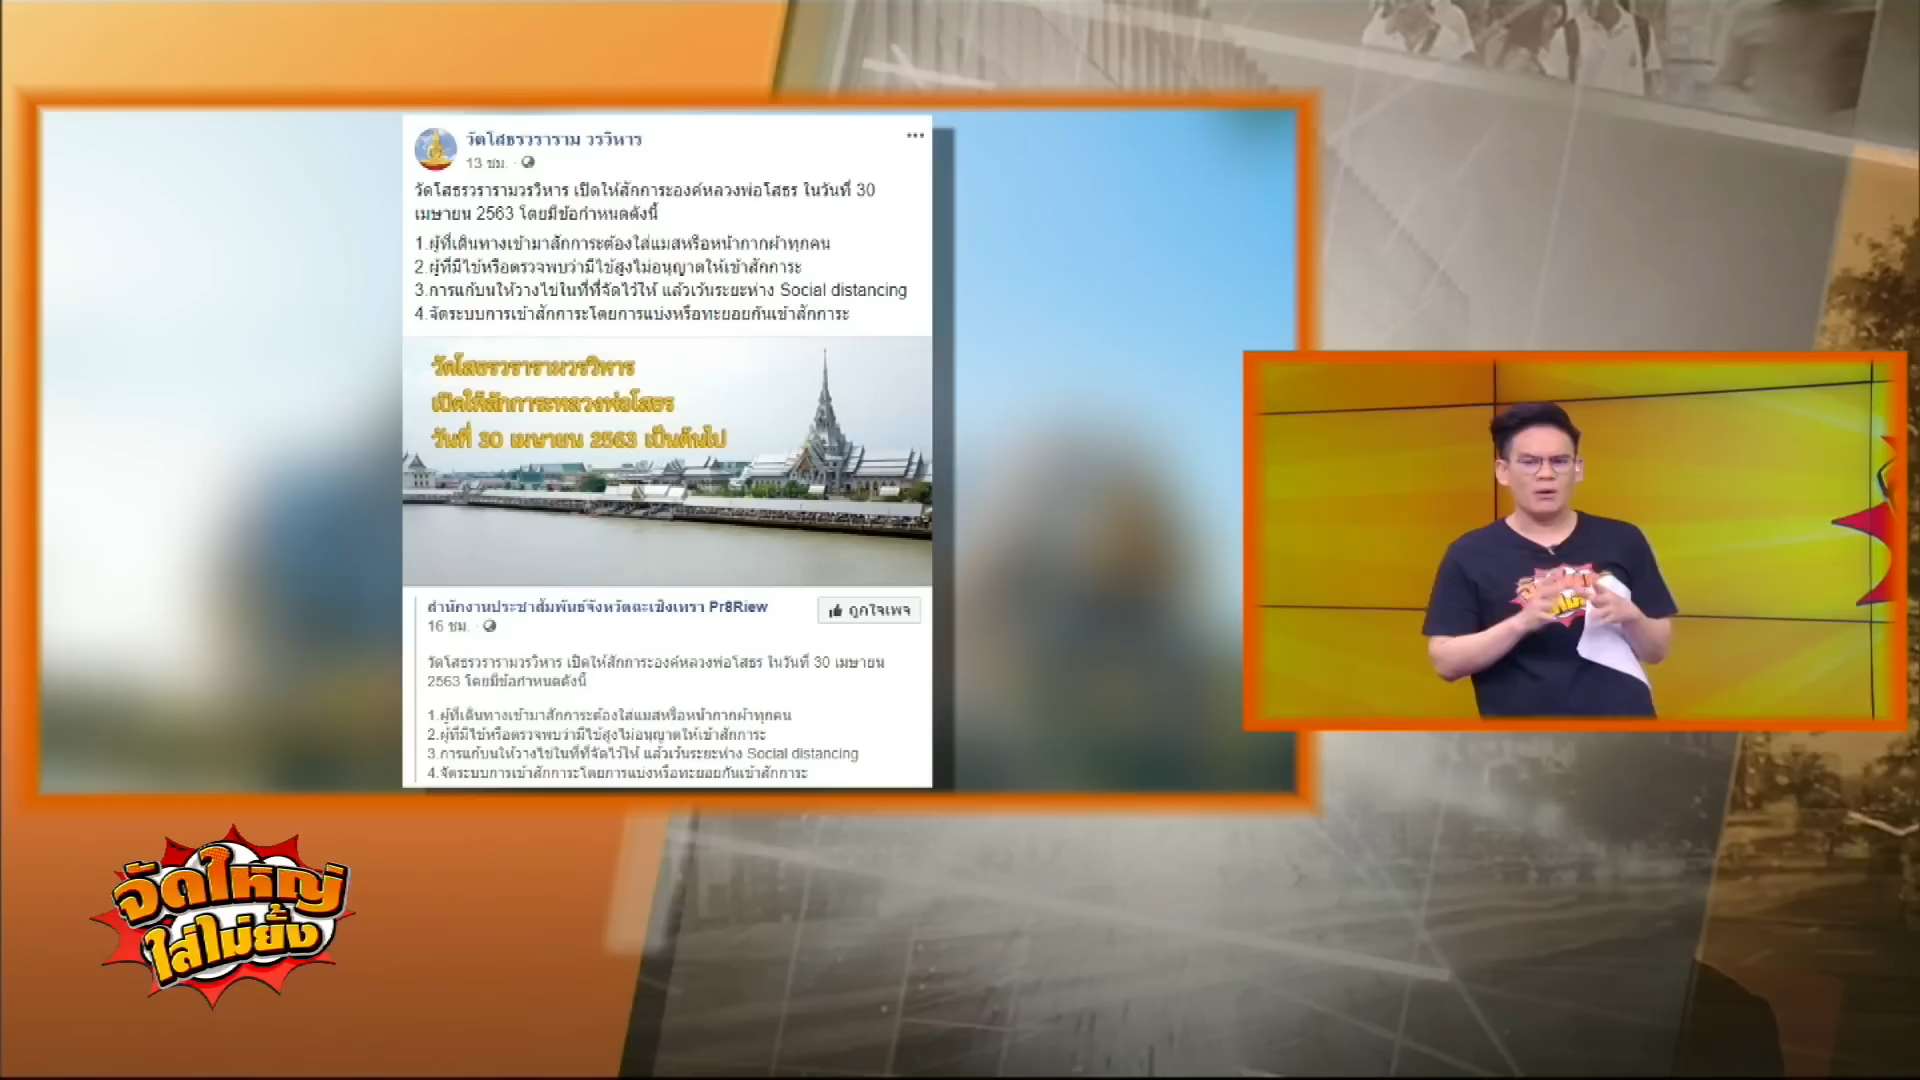 วัดโสธรวราราม วรวิหาร
13 ชม.
วัดโสธรวรารามวรวิหาร เปิดให้สักการะองค์หลวงพ่อโสธร ในวันที่ 30
เมษายน 2563 โดยมีข้อกำหนดดังนี้
1.ผู้ที่เดินทางเข้ามาสักการะต้องใส่แมสหรือหน้ากากผ้าทุกคน
2.ผู้ที่มีไข้หรือตรวจพบว่ามีไข้สูงไม่อนุญาตให้เข้าสักการะ
3.การแก้บนให้วางไข่ในที่ที่จัดไว้ให้ แล้วเว้นระยะห่าง Social distancing
4.จัดระบบการเข้าสักการะโดยการแบ่งหรือทะยอยกันเข้าสักการะ
วัดโสธรวรารามวรวิหาร
เปิดให้สักการะหลวงพ่อโสธร
วันที่ 30 เมษายน 2563 เป็นต้นไป
สำนักงานประชาสัมพันธ์จังหวัดฉะเชิงเทรา Pr8Riew
ถูกใจเพจ
16 ชม.
วัดโสธรวรารามวรวิหาร เปิดให้สักการะองค์หลวงพ่อโสธร ในวันที่ 30 เมษายน
2563 โดยมีข้อกำหนดดังนี้
1.ผู้ที่เดินทางเข้ามาสักการะต้องใส่แมสหรือหน้ากากผ้าทุกคน
2.ผู้ที่มีไข้หรือตรวจพบว่ามีไข้สูงไม่อนุญาตให้เข้าสักการะ
3.การแก้บนให้วางไข่ในที่ที่จัดไว้ให้ แล้วเว้นระยะห่าง Social distancing
4.จัดระบบการเข้าสักการะโดยการแบ่งหรือทะยอยกันเข้าสักการะ
จัดใหญ่
ใส่ไม่ยั้ง